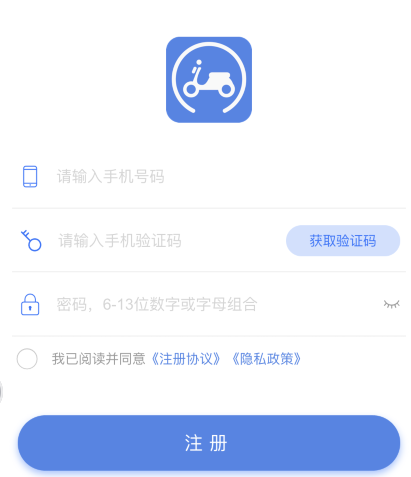 请输入手机号码
请输入手机验证码 获取验证码
密码，6-13位数字或字母组合
我已阅读并同意《注册协议》《隐私政策》
注册